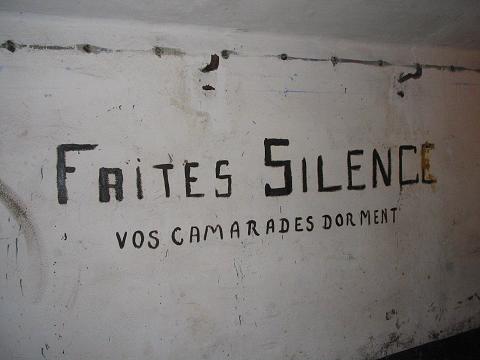 FAITES SILENCE
VOS CAMARADES DORMENT